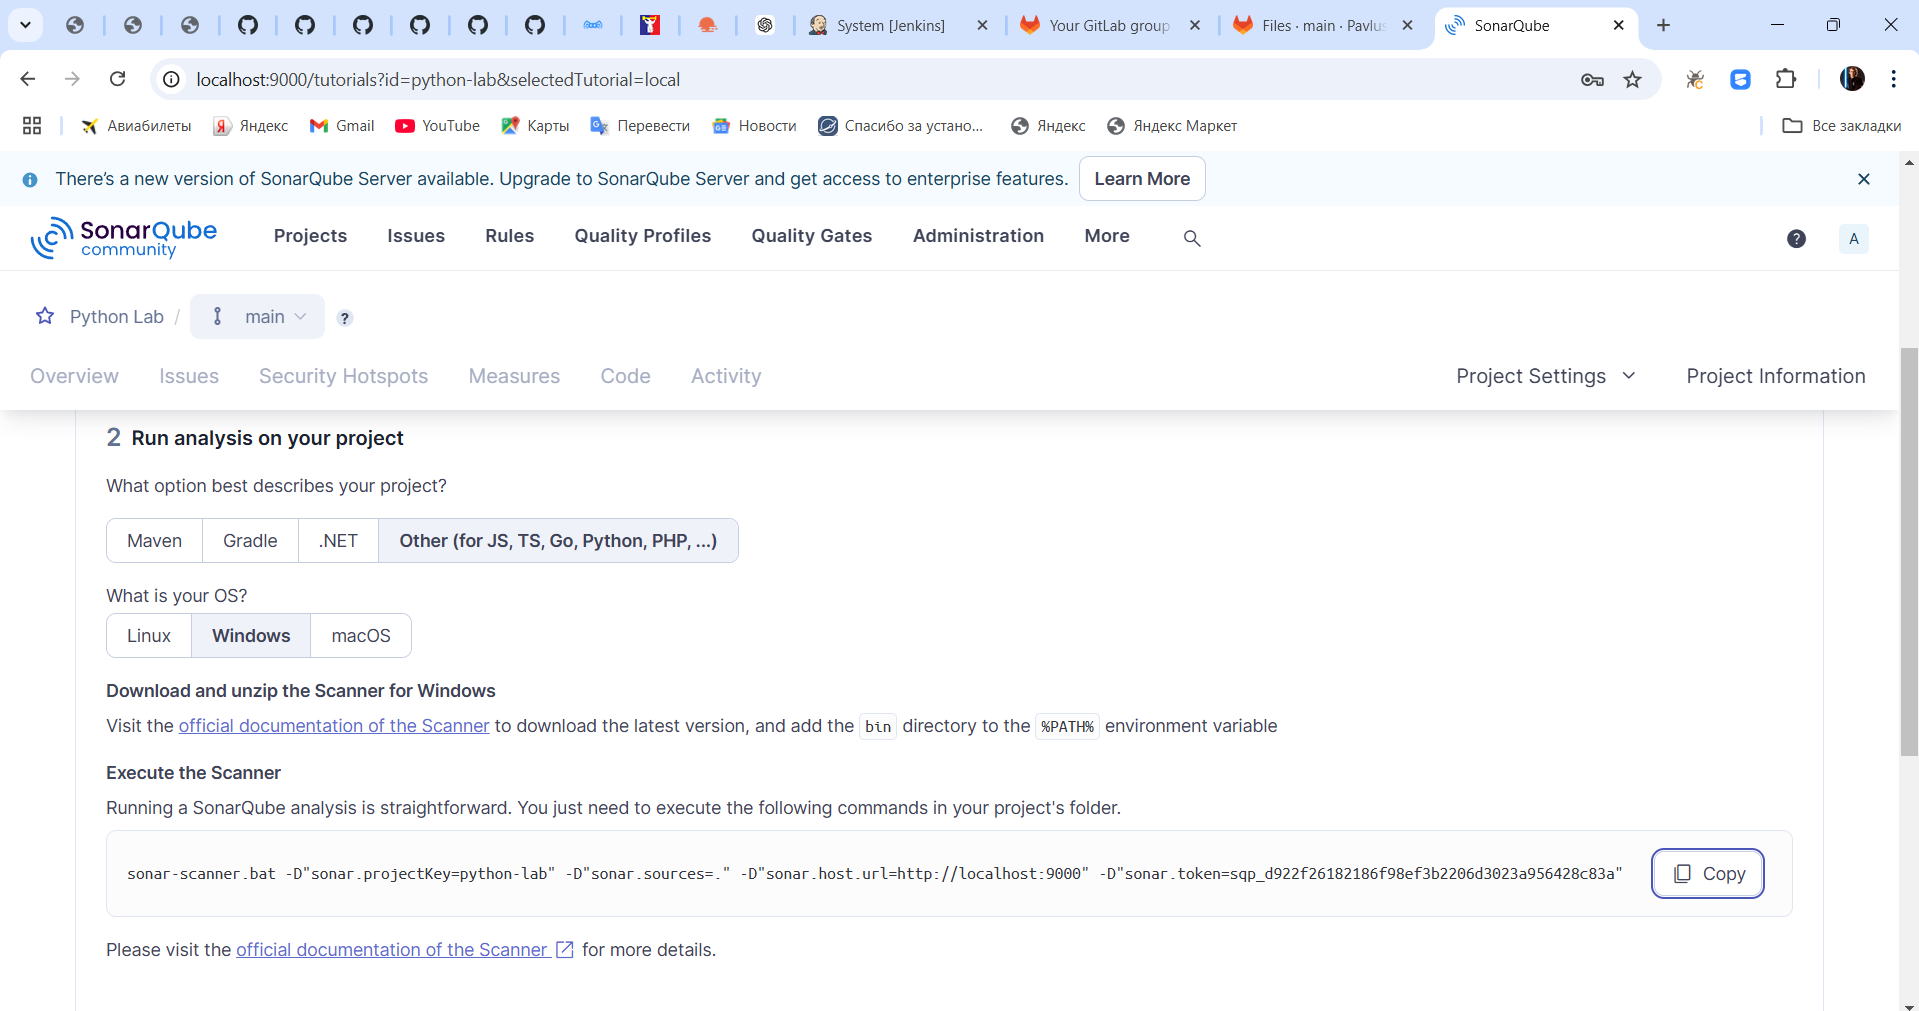 System [Jenkins]
Your GitLab group
Files · main · Pavlus
SonarQube
localhost:9000/tutorials?id=python-lab&selectedTutorial=local
Авиабилеты
Яндекс
Gmail
YouTube
Карты
Перевести
Новости
Спасибо за устано...
Яндекс
Яндекс Маркет
Все закладки
There's a new version of SonarQube Server available. Upgrade to SonarQube Server and get access to enterprise features.
Learn More
SonarQube
community
Projects
Issues
Rules
Quality Profiles
Quality Gates
Administration
More
?
A
Python Lab /
main
?
Overview
Issues
Security Hotspots
Measures
Code
Activity
Project Settings
Project Information
2 Run analysis on your project
What option best describes your project?
Maven
Gradle
.NET
Other (for JS, TS, Go, Python, PHP, ...)
What is your OS?
Linux
Windows
macOS
Download and unzip the Scanner for Windows
Visit the official documentation of the Scanner to download the latest version, and add the bin directory to the %PATH% environment variable
Execute the Scanner
Running a SonarQube analysis is straightforward. You just need to execute the following commands in your project's folder.
sonar-scanner.bat -D"sonar.projectKey=python-lab" -D"sonar.sources=." -D"sonar.host.url=http://localhost:9000" -D"sonar.token=sqp_d922f26182186f98ef3b2206d3023a956428c83a"
Copy
Please visit the official documentation of the Scanner for more details.